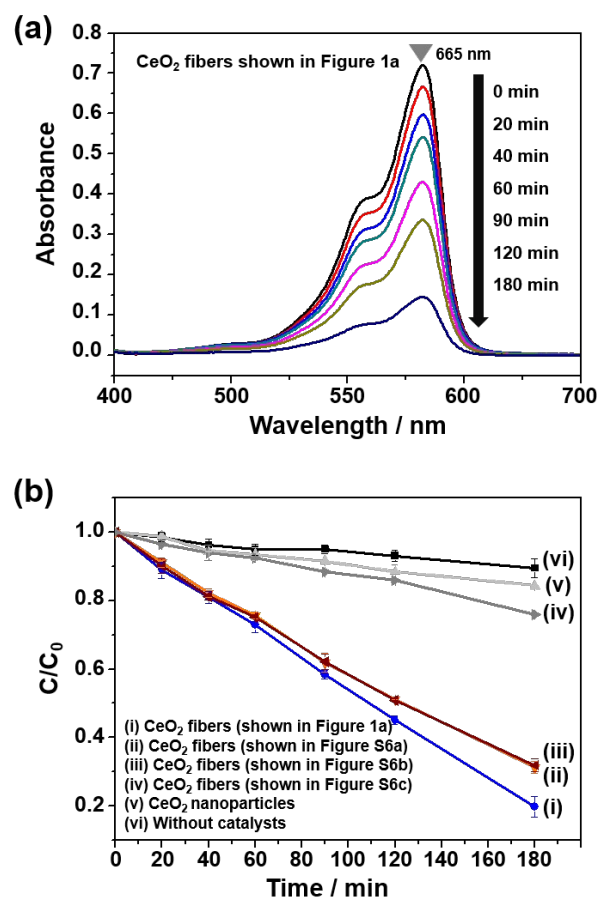 (a)
CeO₂ fibers shown in Figure 1a
665 nm
0 min
20 min
40 min
60 min
90 min
120 min
180 min
Absorbance
0.8
0.7
0.6
0.5
0.4
0.3
0.2
0.1
0.0
400
500
550
600
700
Wavelength / nm
(b)
C/C₀
1.0
0.8
0.6
0.4
0.2
(vi)
(v)
(iv)
(iii)
(ii)
(i)
(i) CeO₂ fibers (shown in Figure 1a)
(ii) CeO₂ fibers (shown in Figure S6a)
(iii) CeO₂ fibers (shown in Figure S6b)
(iv) CeO₂ fibers (shown in Figure S6c)
(v) CeO₂ nanoparticles
(vi) Without catalysts
0 20 40 60 80 100 120 140 160 180
Time / min